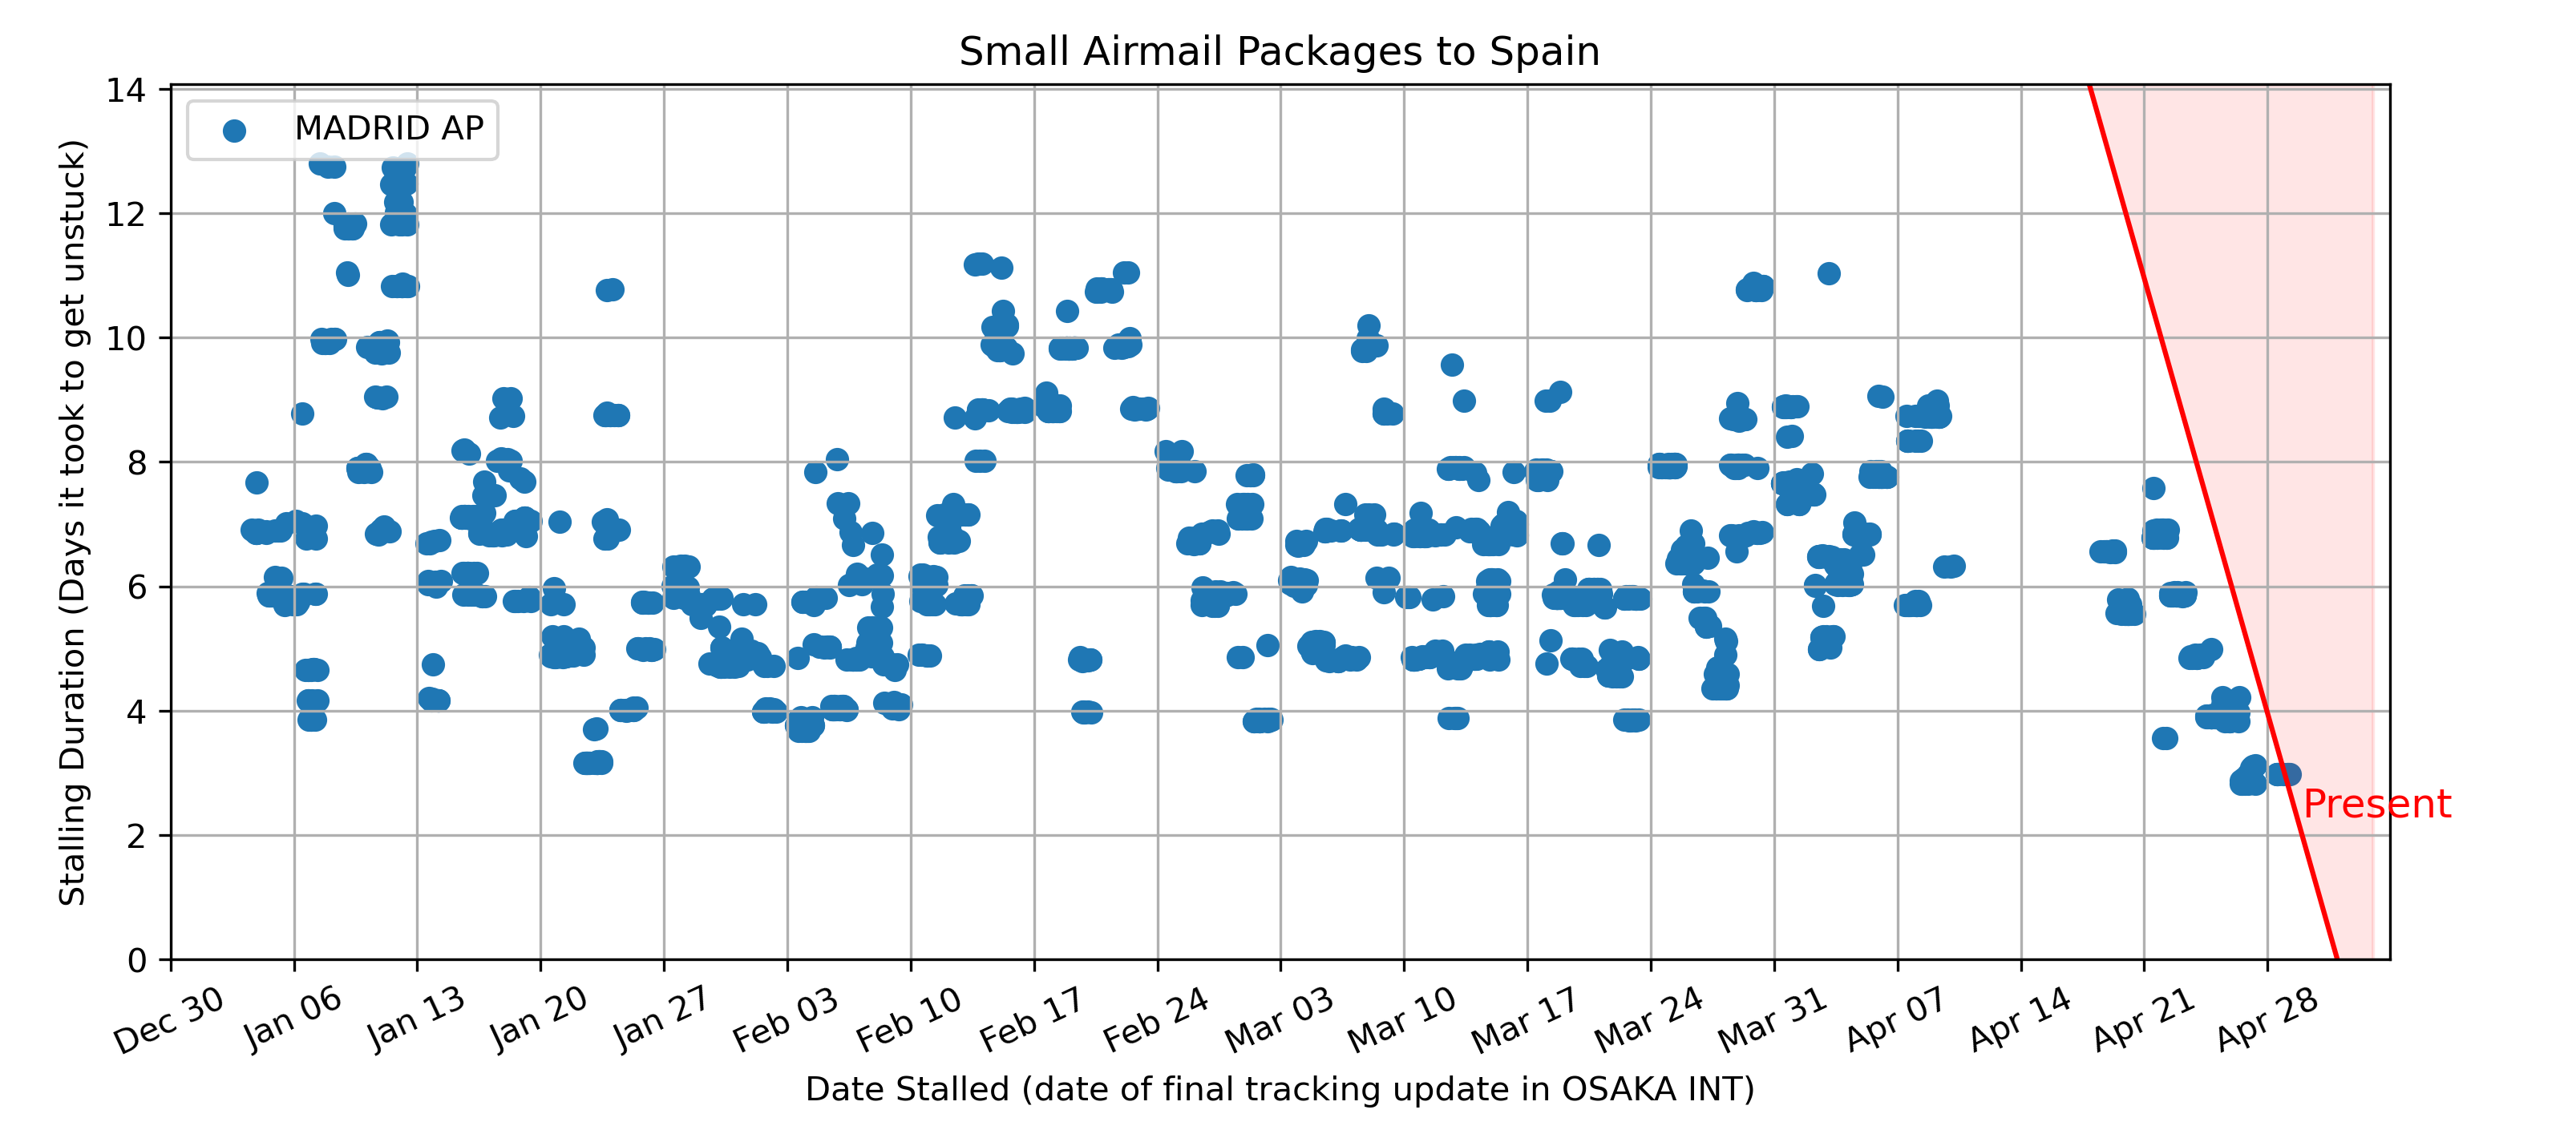 Small Airmail Packages to Spain
MADRID AP
Stalling Duration (Days it took to get unstuck)
14
12
10
8
6
4
2
0
Present
Dec 30
Jan 06
Jan 13
Jan 20
Jan 27
Feb 03
Feb 10
Feb 17
Feb 24
Mar 03
Mar 10
Mar 17
Mar 24
Mar 31
Apr 07
Apr 14
Apr 21
Apr 28
Date Stalled (date of final tracking update in OSAKA INT)